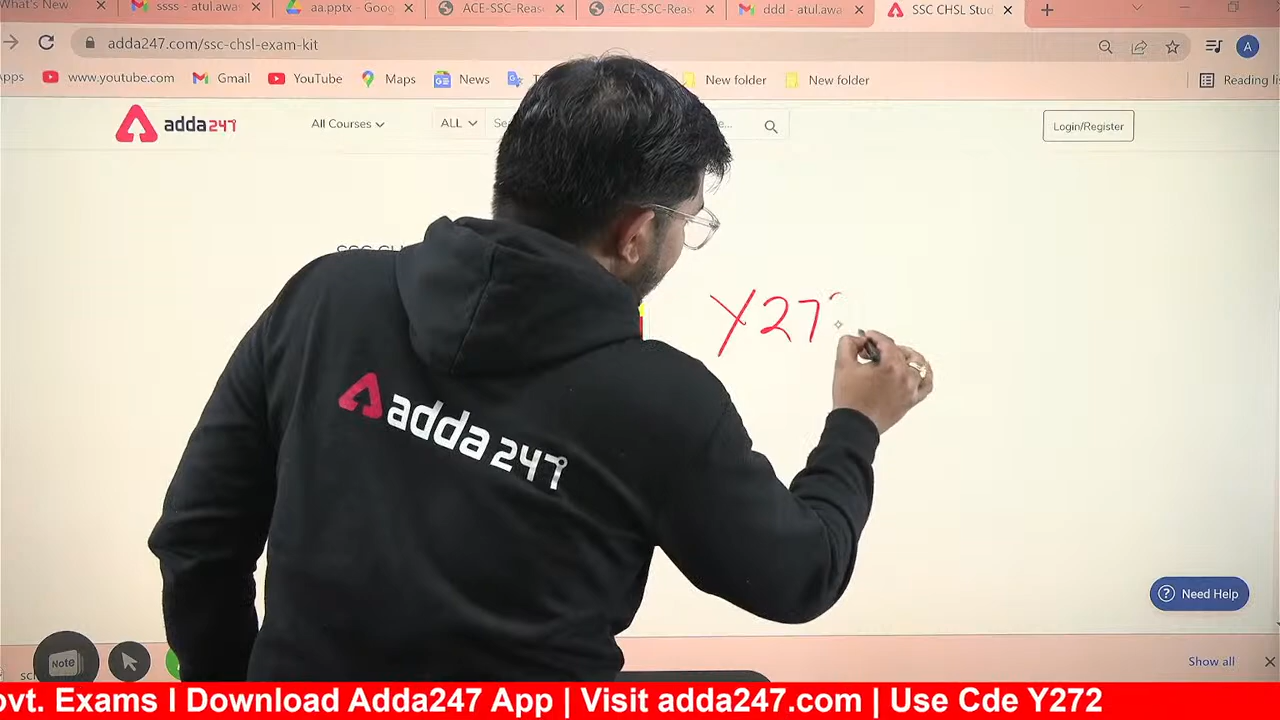 What's New
ssss - atul.awa
aa.pptx - Goog
ACE-SSC-Reas
ACE-SSC-Reas
ddd - atul.awa
SSC CHSL Stud
adda247.com/ssc-chsl-exam-kit
A
Apps www.youtube.com Gmail YouTube Maps News New folder New folder Reading lis
adda247 All Courses ALL Login/Register
SSC CH
Y27
adda 247
? Need Help
Note
Show all
ovt. Exams I Download Adda247 App | Visit adda247.com | Use Cde Y272